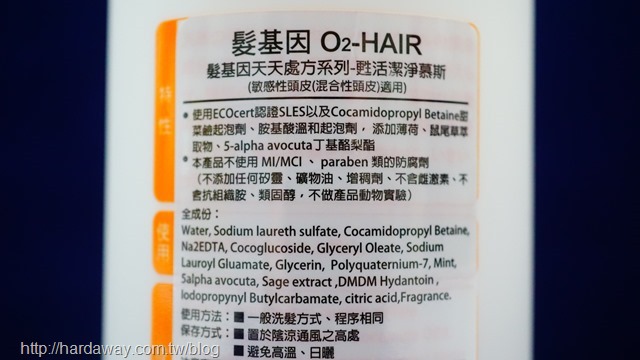 髮基因 O2-HAIR
髮基因天天處方系列-甦活潔淨慕斯
(敏感性頭皮(混合性頭皮)適用)
特性
• 使用ECOcert認證SLES以及Cocamidopropyl Betaine甜
菜鹼起泡劑、胺基酸溫和起泡劑， 添加薄荷、鼠尾草萃
取物、5-alpha avocuta丁基酪梨酯
• 本產品不使用 MI/MCI 、 paraben 類的防腐劑
（不添加任何矽靈、礦物油、增稠劑、不含雌激素、不
含抗組織胺、類固醇，不做產品動物實驗）
全成份：
使用
Water, Sodium laureth sulfate, Cocamidopropyl Betaine,
Na2EDTA, Cocoglucoside, Glyceryl Oleate, Sodium
Lauroyl Gluamate, Glycerin, Polyquaternium-7, Mint,
5alpha avocuta, Sage extract ,DMDM Hydantoin ,
Iodopropynyl Butylcarbamate, citric acid,Fragrance.
使用方法：■ 一般洗髮方式、程序相同
保存方式：■ 置於陰涼通風之高處
■ 避免高溫、日曬
http://hardaway.com.tw/blog